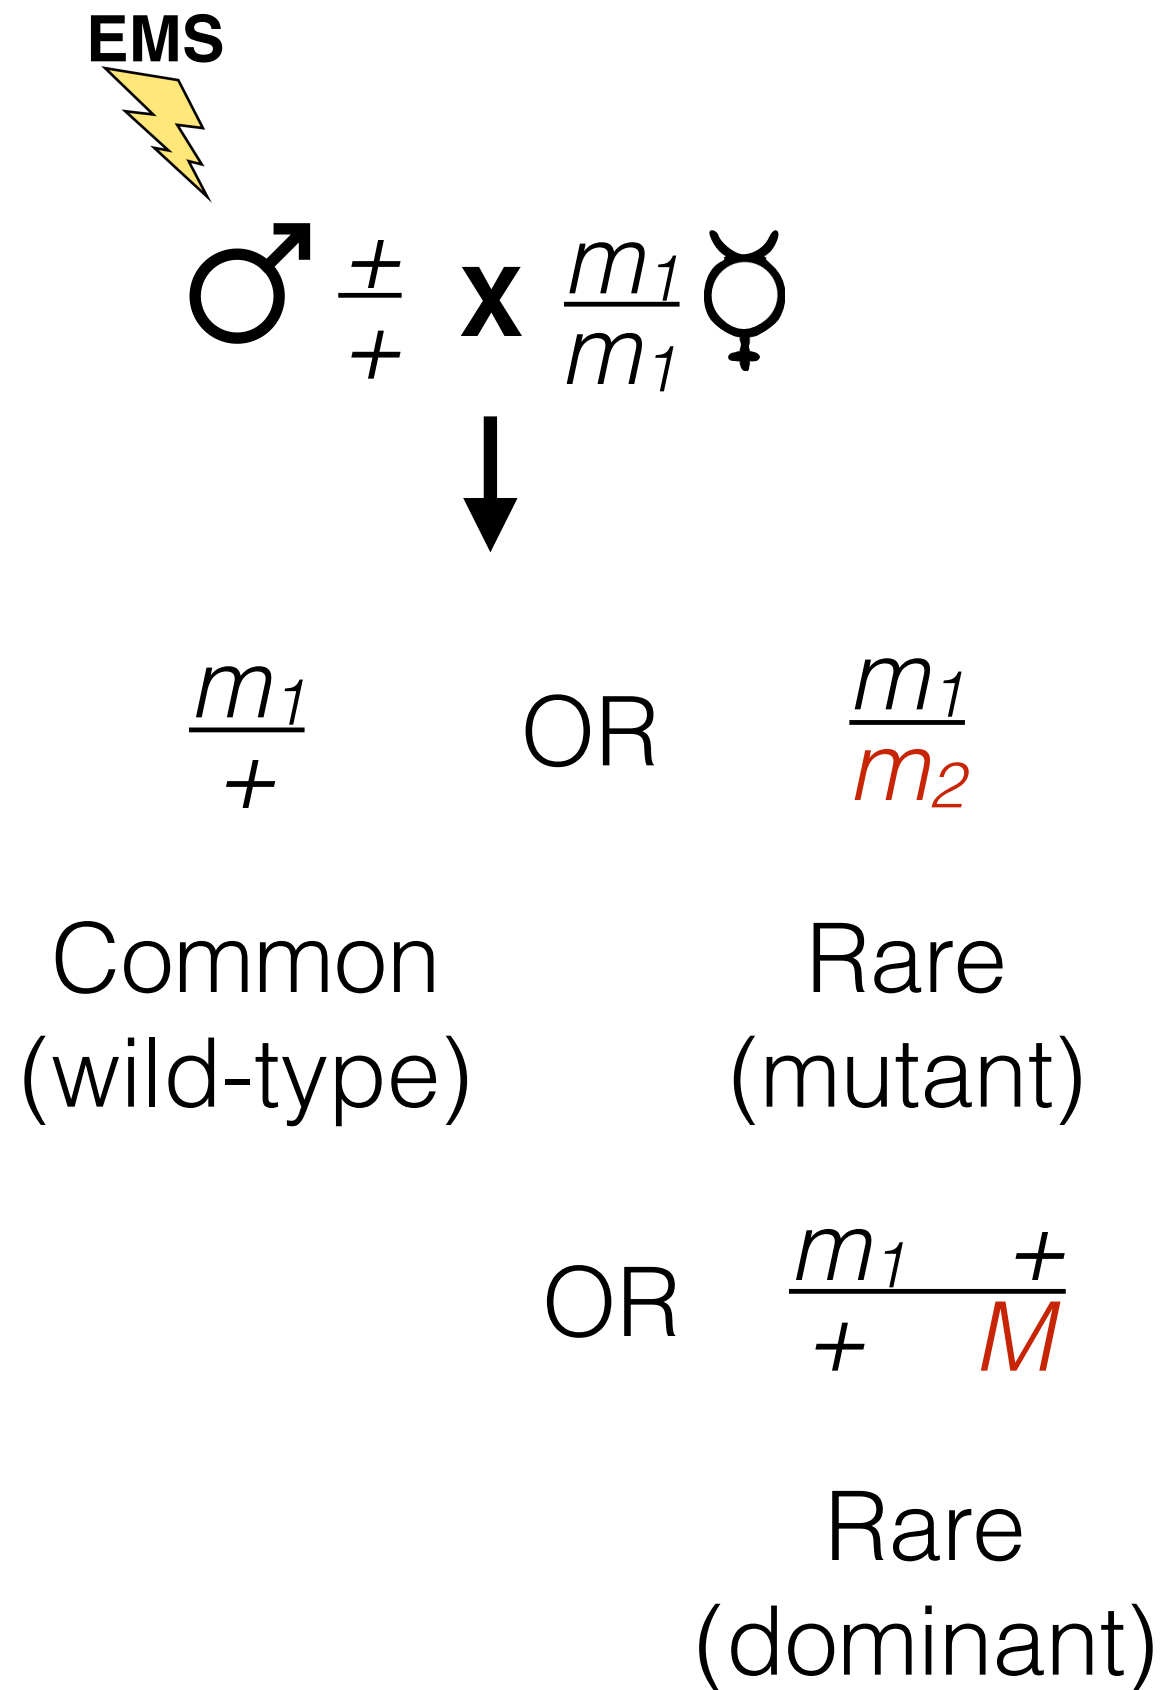 EMS
♂ + X m1 ☿
+ m1
m1 OR m1
+ m2
Common Rare
(wild-type) (mutant)
OR m1 +
+ M
Rare
(dominant)